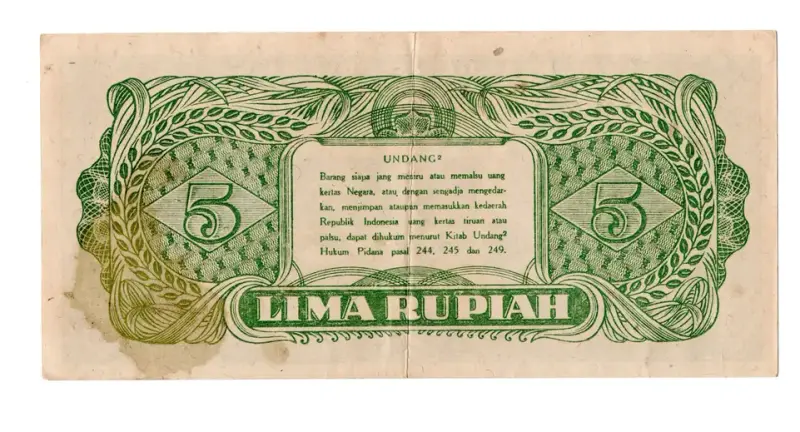 UNDANG²
Barang siapa jang meniru atau memalsu uang
kertas Negara, atau dengan sengadja mengedar-
kan, menjimpan ataupun memasukkan kedaerah
Republik Indonesia uang kertas tiruan atau
palsu, dapat dihukum menurut Kitab Undang²
Hukum Pidana pasal 244, 245 dan 249.
5
5
LIMA RUPIAH